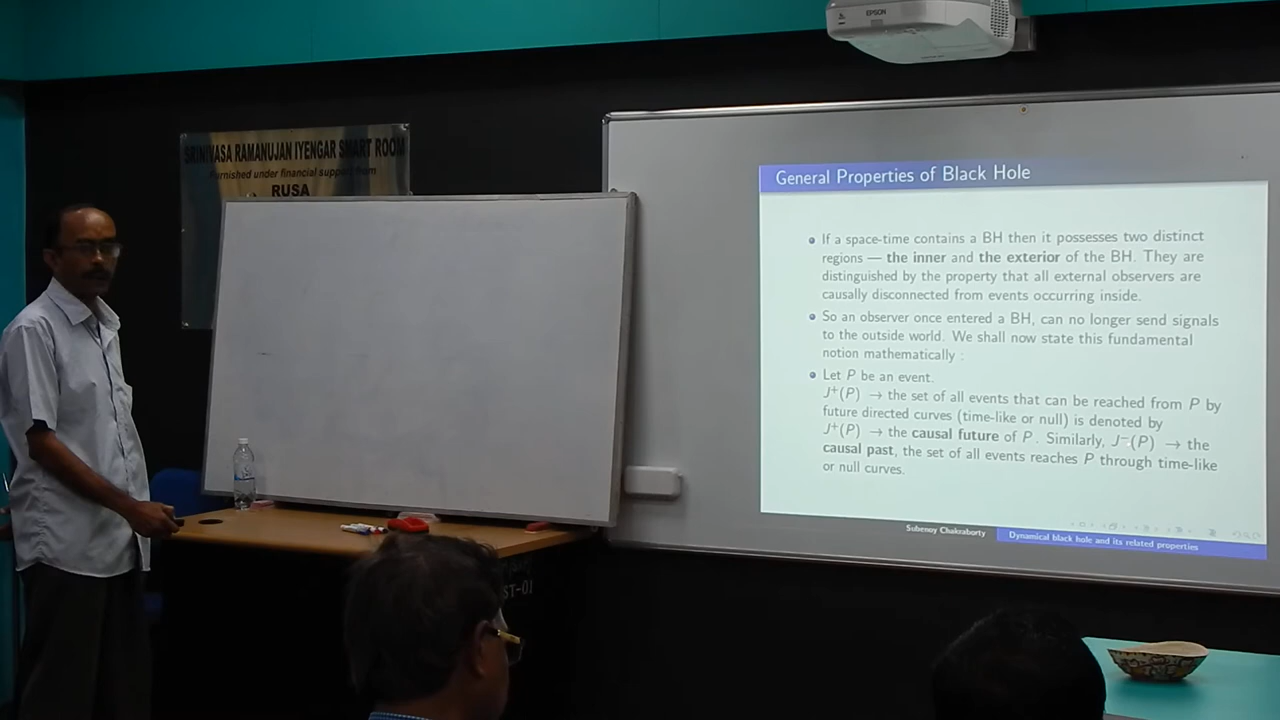 EPSON
SRINIVASA RAMANUJAN IYENGAR SMART ROOM
Furnished under financial support from
RUSA
General Properties of Black Hole
If a space-time contains a BH then it possesses two distinct
regions — the inner and the exterior of the BH. They are
distinguished by the property that all external observers are
causally disconnected from events occurring inside.
So an observer once entered a BH, can no longer send signals
to the outside world. We shall now state this fundamental
notion mathematically :
Let P be an event.
J⁺(P) → the set of all events that can be reached from P by
future directed curves (time-like or null) is denoted by
J⁺(P) → the causal future of P. Similarly, J⁻(P) → the
causal past, the set of all events reaches P through time-like
or null curves.
Subenoy Chakraborty
Dynamical black hole and its related properties
ST-01